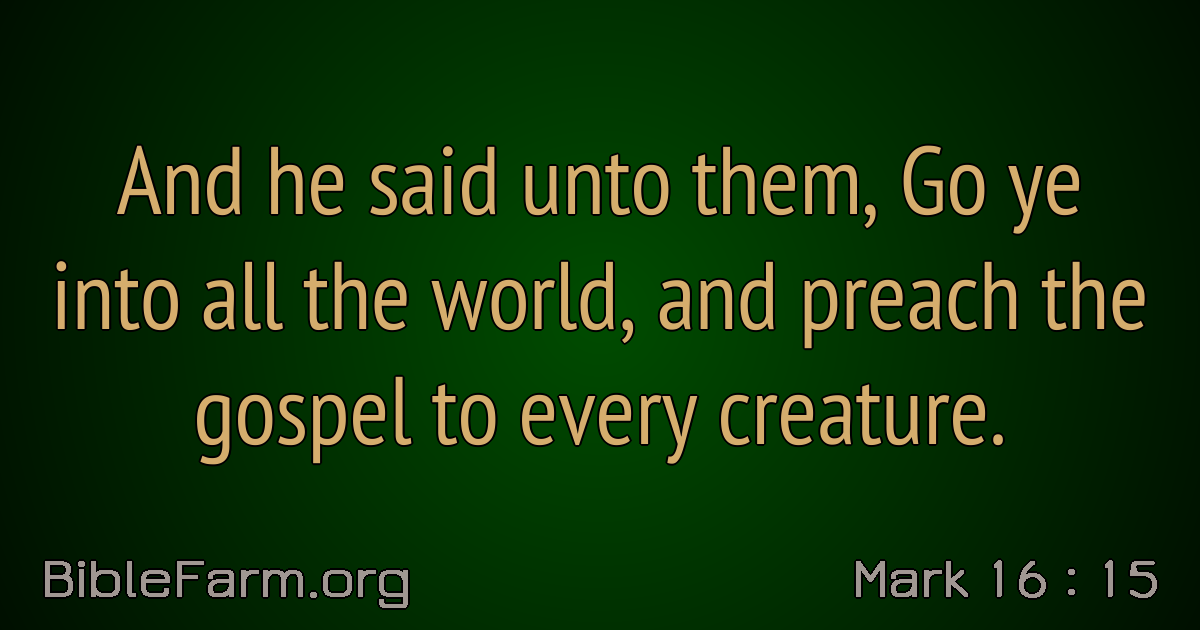 And he said unto them, Go ye
into all the world, and preach the
gospel to every creature.
BibleFarm.org
Mark 16 : 15